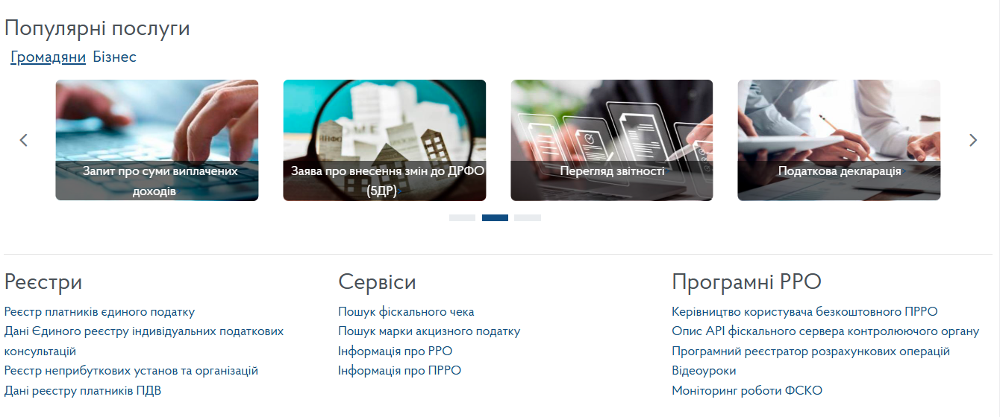 Популярні послуги
Громадяни Бізнес
Запит про суми виплачених
доходів
Заява про внесення змін до ДРФО
(5ДР)>
Перегляд звітності
Податкова декларація
Реєстри
Реєстр платників єдиного податку
Дані Єдиного реєстру індивідуальних податкових
консультацій
Реєстр неприбуткових установ та організацій
Дані реєстру платників ПДВ
Сервіси
Пошук фіскального чека
Пошук марки акцизного податку
Інформація про РРО
Інформація про ПРРО
Програмні РРО
Керівництво користувача безкоштовного ПРРО
Опис АРІ фіскального сервера контролюючого органу
Програмний реєстратор розрахункових операцій
Відеоуроки
Моніторинг роботи ФСКО